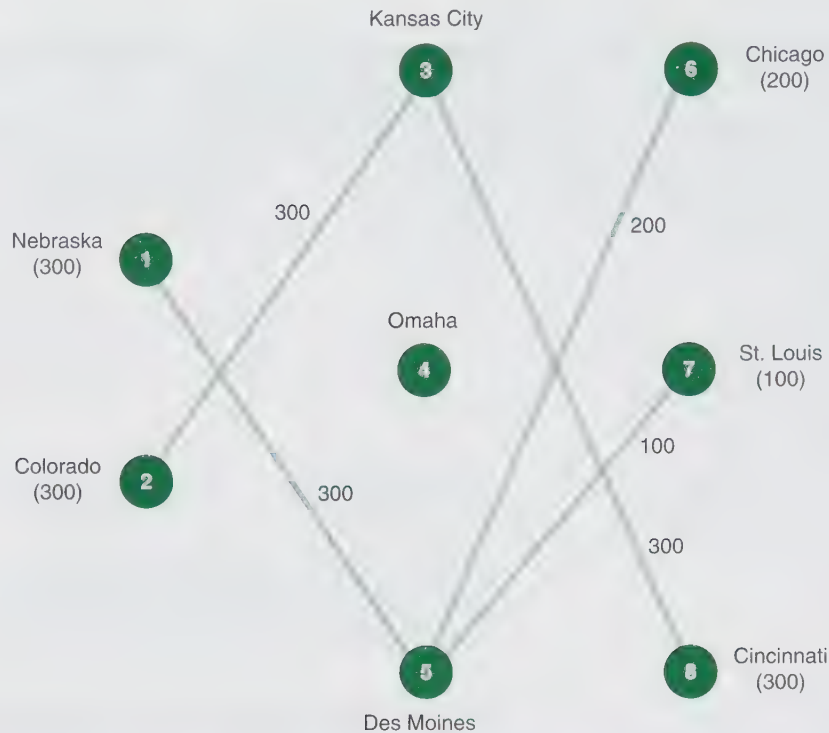 Kansas City
3
6
Chicago
(200)
300
200
Nebraska
(300)
1
Omaha
4
7
St. Louis
(100)
100
Colorado
(300)
2
300
300
5
8
Cincinnati
(300)
Des Moines